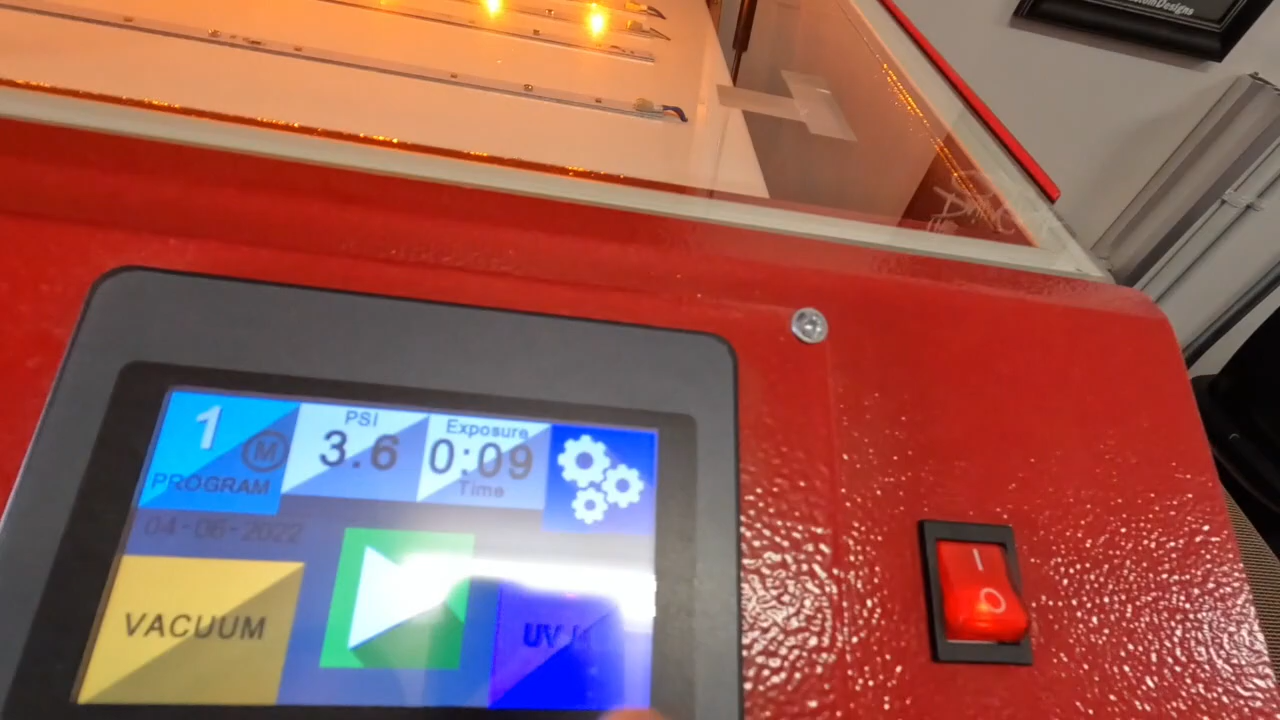 1
M
PROGRAM
PSI
3.6
Exposure
0:09
Time
04-06-2022
VACUUM
UV
I
O